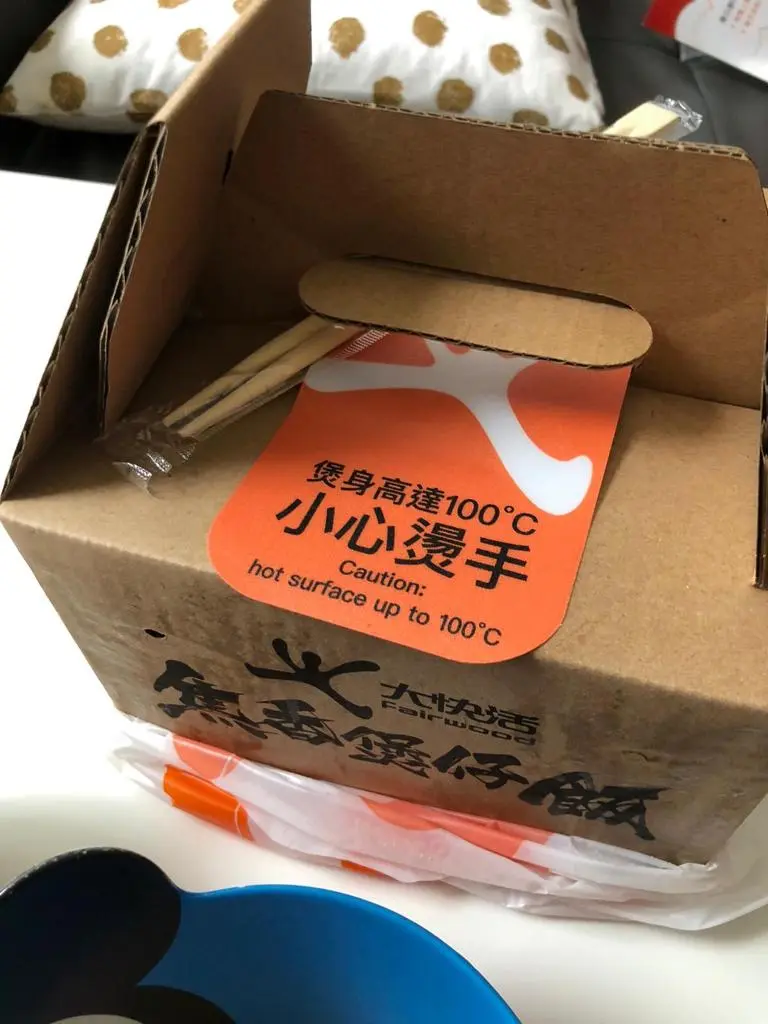 煲身高達100°C
小心燙手
Caution:
hot surface up to 100°C
大快活
Fairwood
焦香煲仔飯